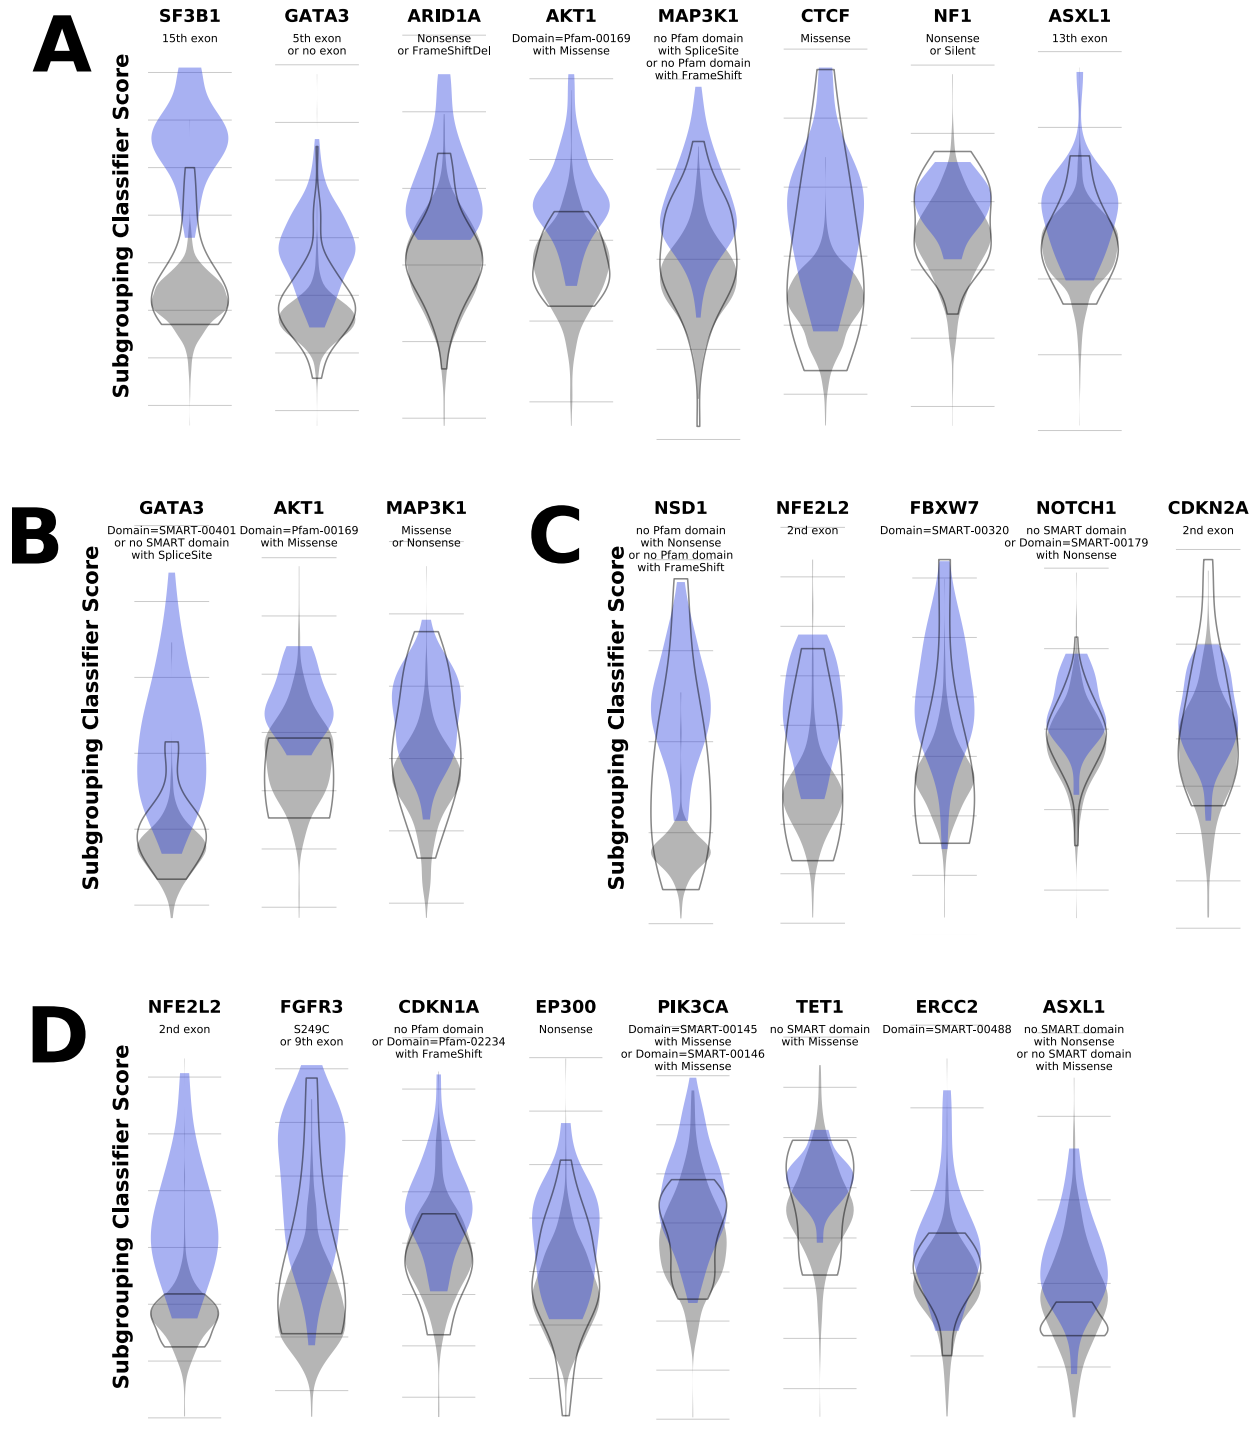 A
Subgrouping Classifier Score
SF3B1
15th exon
GATA3
5th exon
or no exon
ARID1A
Nonsense
or FrameShiftDel
AKT1
Domain=Pfam-00169
with Missense
MAP3K1
no Pfam domain
with SpliceSite
or no Pfam domain
with FrameShift
CTCF
Missense
NF1
Nonsense
or Silent
ASXL1
13th exon
B
Subgrouping Classifier Score
GATA3
Domain=SMART-00401
or no SMART domain
with SpliceSite
AKT1
Domain=Pfam-00169
with Missense
MAP3K1
Missense
or Nonsense
C
Subgrouping Classifier Score
NSD1
no Pfam domain
with Nonsense
or no Pfam domain
with FrameShift
NFE2L2
2nd exon
FBXW7
Domain=SMART-00320
NOTCH1
no SMART domain
or Domain=SMART-00179
with Nonsense
CDKN2A
2nd exon
D
Subgrouping Classifier Score
NFE2L2
2nd exon
FGFR3
S249C
or 9th exon
CDKN1A
no Pfam domain
or Domain=Pfam-02234
with FrameShift
EP300
Nonsense
PIK3CA
Domain=SMART-00145
with Missense
or Domain=SMART-00146
with Missense
TET1
no SMART domain
with Missense
ERCC2
Domain=SMART-00488
ASXL1
no SMART domain
with Nonsense
or no SMART domain
with Missense